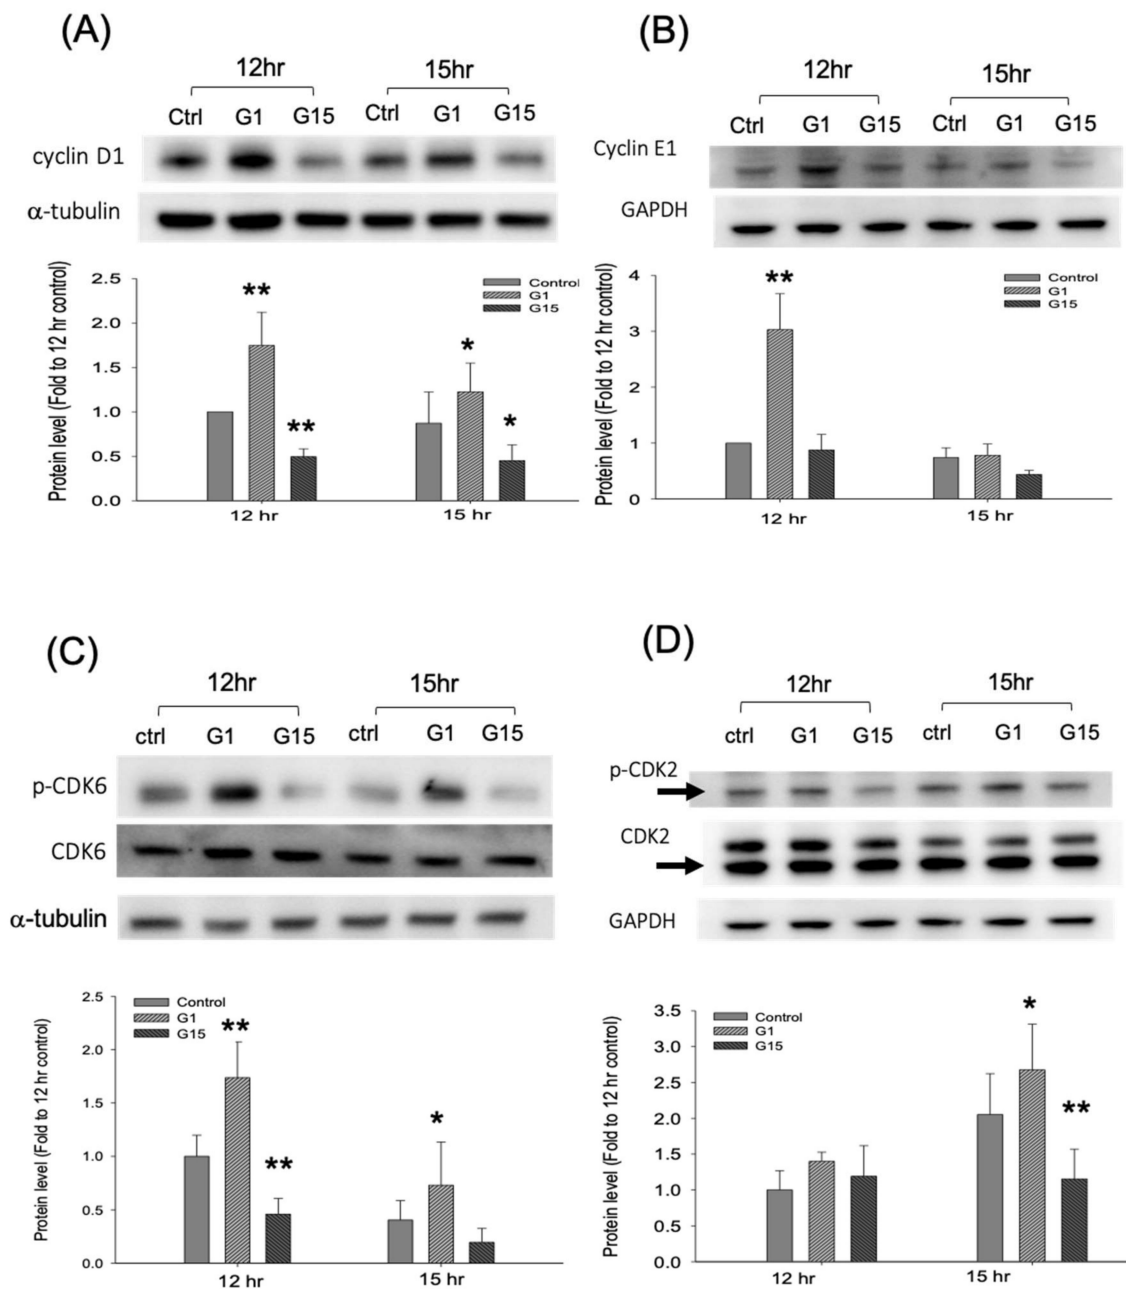 (A)
12hr 15hr
Ctrl G1 G15 Ctrl G1 G15
cyclin D1
α-tubulin
Protein level (Fold to 12 hr control)
2.5
2.0
1.5
1.0
0.5
0.0
Control
G1
G15
** ** * *
12 hr 15 hr
(B)
12hr 15hr
Ctrl G1 G15 Ctrl G1 G15
Cyclin E1
GAPDH
Protein level (Fold to 12 hr control)
4
3
2
1
0
Control
G1
G15
**
12 hr 15 hr
(C)
12hr 15hr
ctrl G1 G15 ctrl G1 G15
p-CDK6
CDK6
α-tubulin
Protein level (Fold to 12 hr control)
2.5
2.0
1.5
1.0
0.5
0.0
Control
G1
G15
** ** *
12 hr 15 hr
(D)
12hr 15hr
ctrl G1 G15 ctrl G1 G15
p-CDK2
CDK2
GAPDH
Protein level (Fold to 12 hr control)
3.5
3.0
2.5
2.0
1.5
1.0
0.5
0.0
Control
G1
G15
* **
12 hr 15 hr